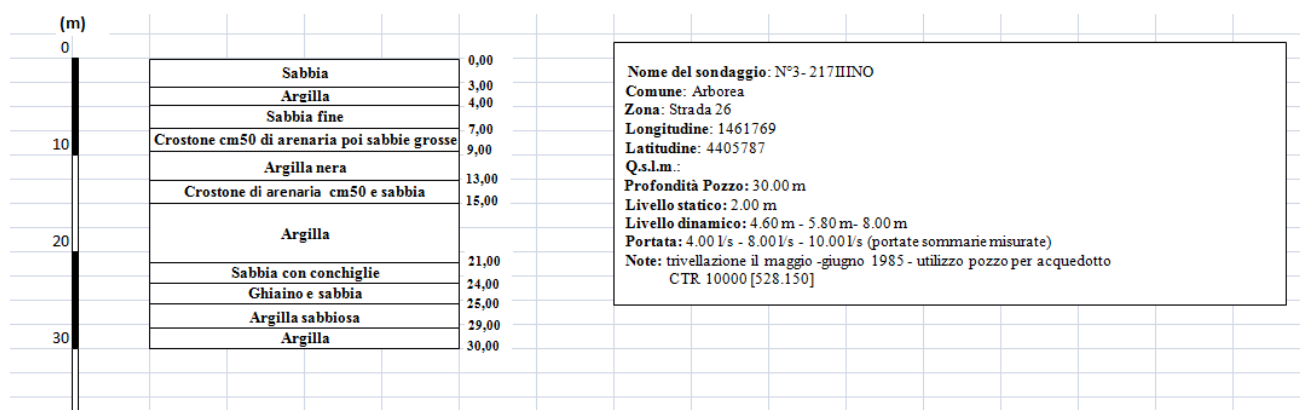 (m)
0
10
20
30
Sabbia
Argilla
Sabbia fine
Crostone cm50 di arenaria poi sabbie grosse
Argilla nera
Crostone di arenaria cm50 e sabbia
Argilla
Sabbia con conchiglie
Ghiaino e sabbia
Argilla sabbiosa
Argilla
0,00
3,00
4,00
7,00
9,00
13,00
15,00
21,00
24,00
25,00
29,00
30,00
Nome del sondaggio: N°3- 217IIINO
Comune: Arborea
Zona: Strada 26
Longitudine: 1461769
Latitudine: 4405787
Q.s.l.m.:
Profondità Pozzo: 30.00 m
Livello statico: 2.00 m
Livello dinamico: 4.60 m - 5.80 m- 8.00 m
Portata: 4.00 l/s - 8.00 l/s - 10.00 l/s (portate sommarie misurate)
Note: trivellazione il maggio -giugno 1985 - utilizzo pozzo per acquedotto
CTR 10000 [528.150]